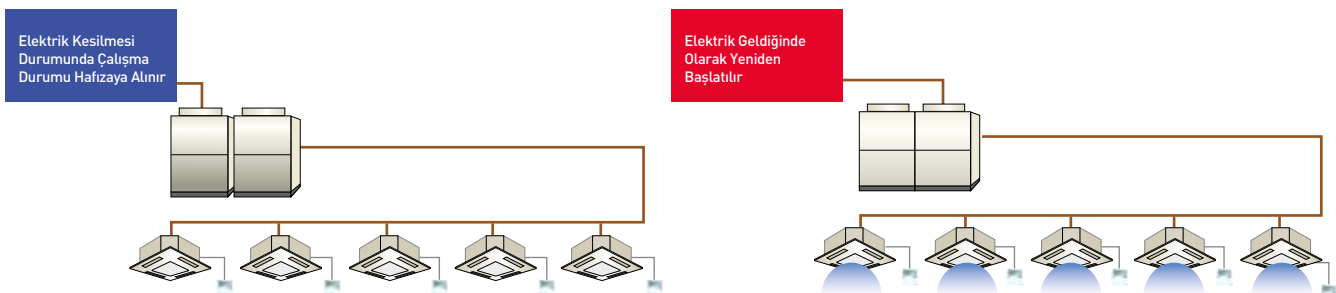 Elektrik Kesilmesi
Durumunda Çalışma
Durumu Hafızaya Alınır
Elektrik Geldiğinde
Olarak Yeniden
Başlatılır